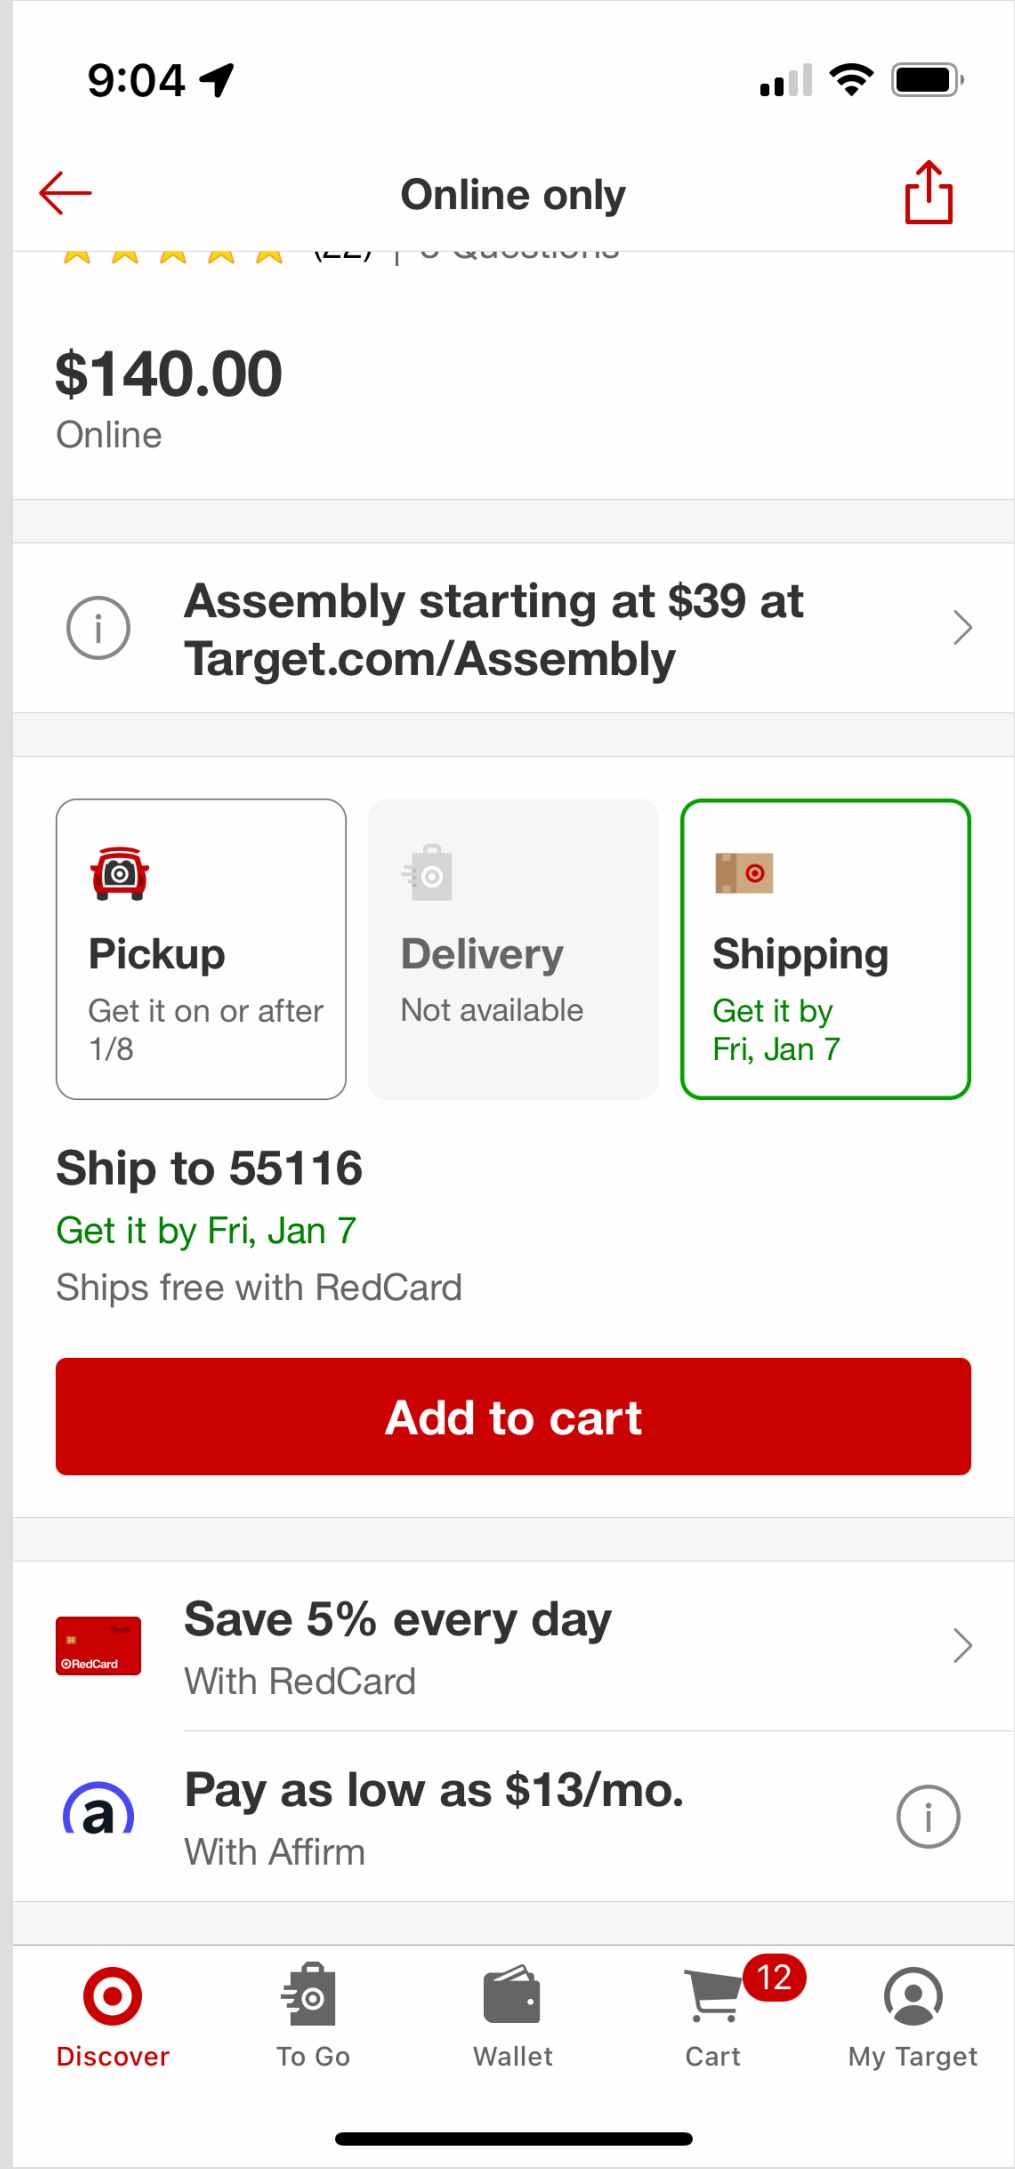 9:04
Online only
(22) | Questions
$140.00
Online
Assembly starting at $39 at
Target.com/Assembly
Pickup
Get it on or after
1/8
Delivery
Not available
Shipping
Get it by
Fri, Jan 7
Ship to 55116
Get it by Fri, Jan 7
Ships free with RedCard
Add to cart
Credit
RedCard
Save 5% every day
With RedCard
a
Pay as low as $13/mo.
With Affirm
12
Discover
To Go
Wallet
Cart
My Target